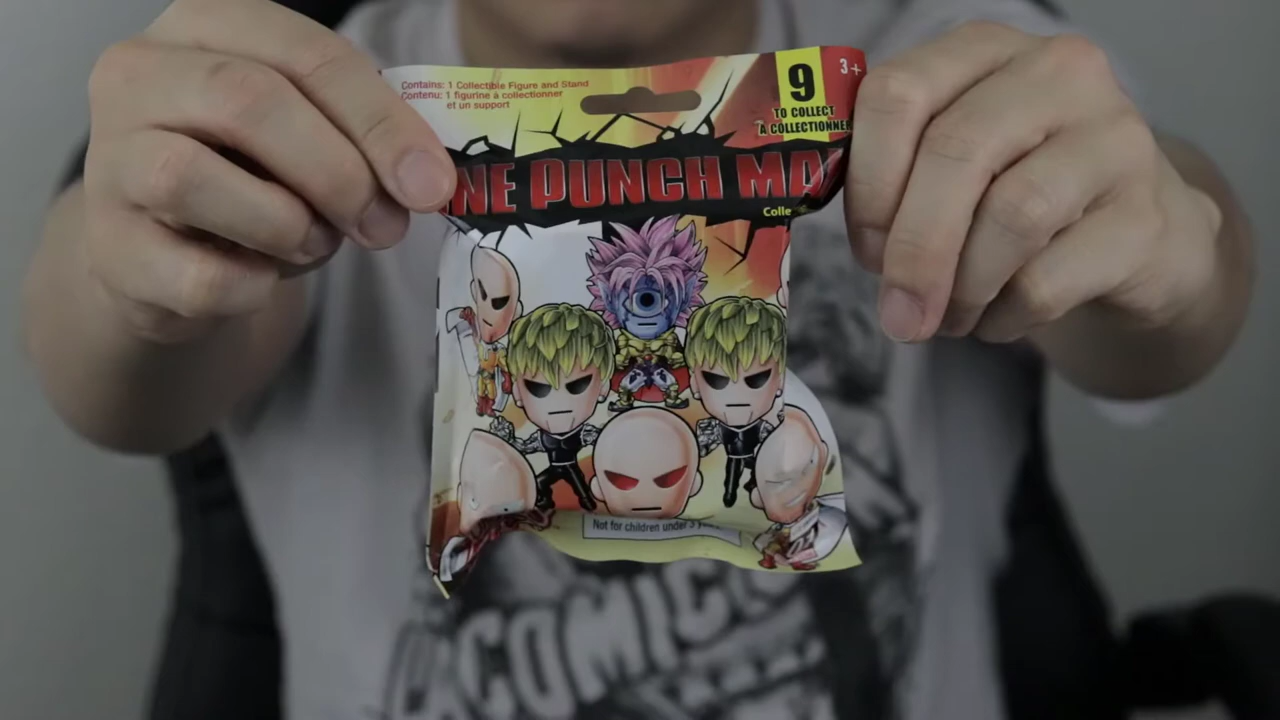 Contains: 1 Collectible Figure and Stand
Contenu: 1 figurine à collectionner
et un support
9
3+
TO COLLECT
À COLLECTIONNER
NE PUNCH MA
Colle
Not for children under 3
COMIC